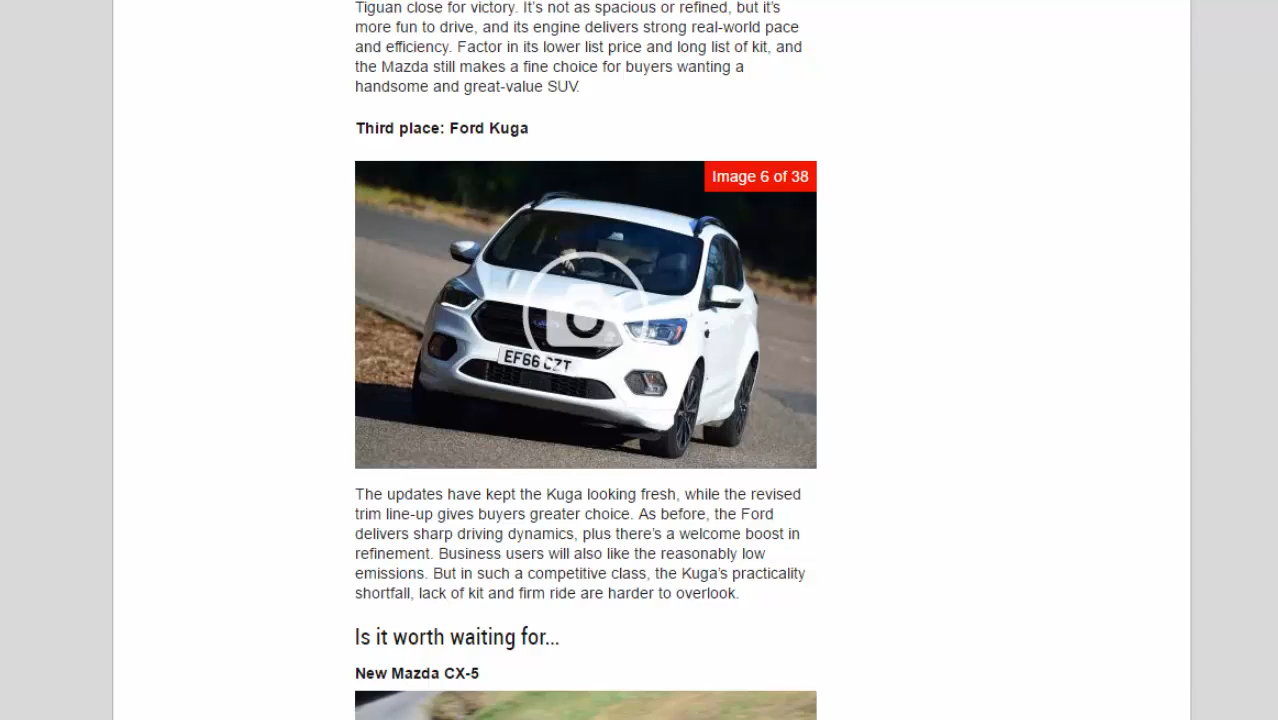 Tiguan close for victory. It’s not as spacious or refined, but it’s
more fun to drive, and its engine delivers strong real-world pace
and efficiency. Factor in its lower list price and long list of kit, and
the Mazda still makes a fine choice for buyers wanting a
handsome and great-value SUV.
Third place: Ford Kuga
Image 6 of 38
EF66 CZT
The updates have kept the Kuga looking fresh, while the revised
trim line-up gives buyers greater choice. As before, the Ford
delivers sharp driving dynamics, plus there’s a welcome boost in
refinement. Business users will also like the reasonably low
emissions. But in such a competitive class, the Kuga’s practicality
shortfall, lack of kit and firm ride are harder to overlook.
Is it worth waiting for...
New Mazda CX-5